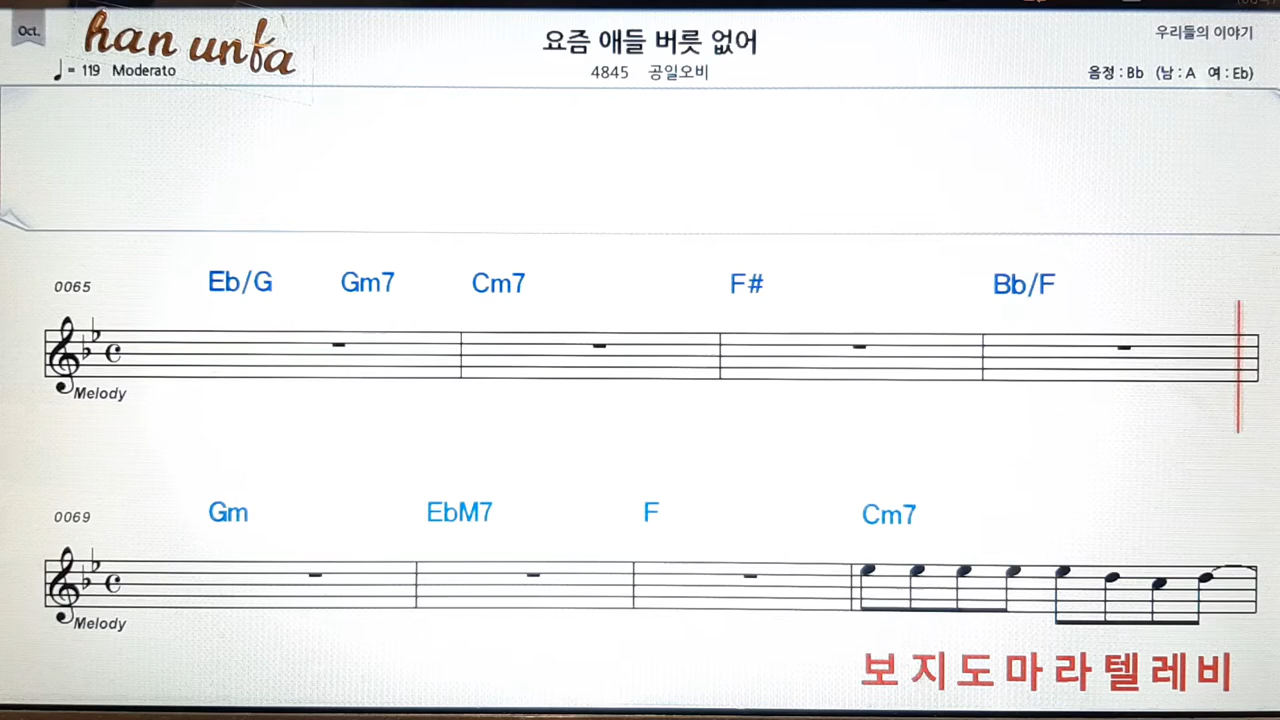 Oct.
han unfa
요즘 애들 버릇 없어
우리들의 이야기
♩= 119 Moderato
4845 공일오비
음정 : Bb (남 : A 여 : Eb)
0065
Eb/G Gm7 Cm7 F# Bb/F
Melody
0069
Gm EbM7 F Cm7
Melody
보지도마라텔레비